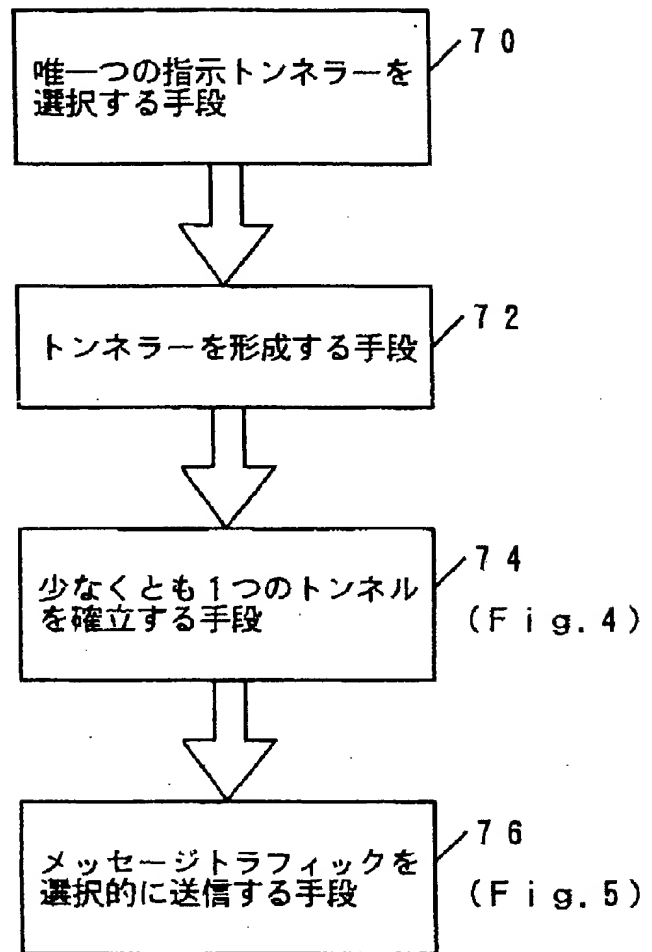 70
唯一つの指示トンネラーを
選択する手段
72
トンネラーを形成する手段
74
少なくとも1つのトンネル
を確立する手段
(Fig.4)
76
メッセージトラフィックを
選択的に送信する手段
(Fig.5)